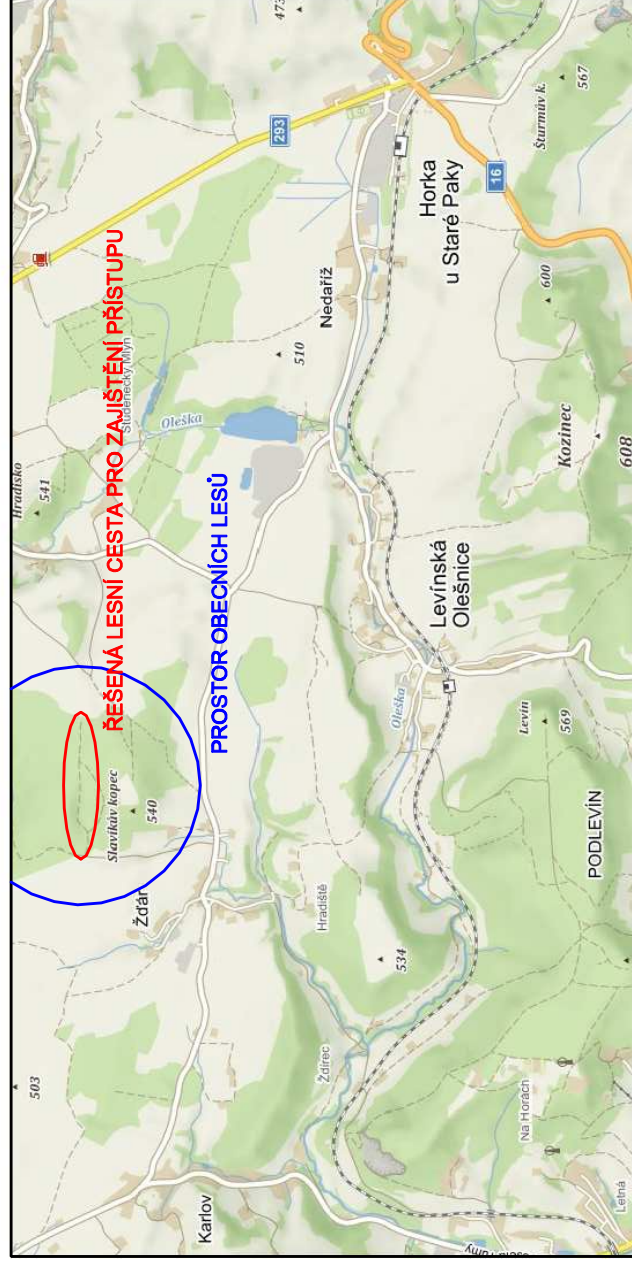 Hradisko
503
541
Slavíkův kopec
540
ŘEŠENÁ LESNÍ CESTA PRO ZAJIŠTĚNÍ PŘÍSTUPU
Studenecký Mlýn
Žďár
Oleška
Karlov
PROSTOR OBECNÍCH LESŮ
293
473
510
Hradiště
Ždírec
Nedaříž
Oleška
534
Horka
u Staré Paky
Levínská
Olešnice
16
Levín
569
Na Horách
Šturmův k.
567
600
Kozinec
608
PODLEVÍN
Letná